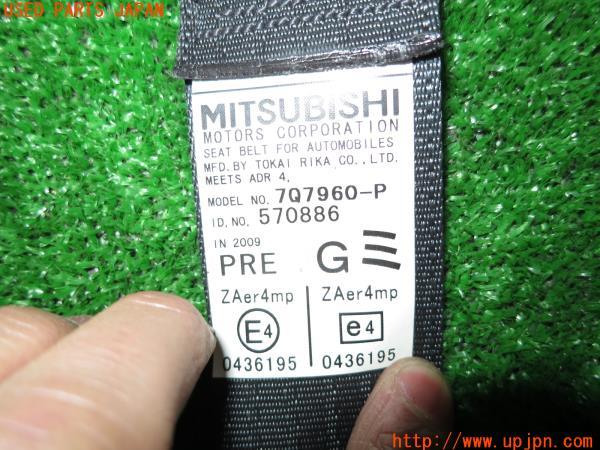 USED PARTS JAPAN
MITSUBISHI
MOTORS CORPORATION
SEAT BELT FOR AUTOMOBILES
MFD. BY TOKAI RIKA CO., LTD.
MEETS ADR 4,
MODEL NO. 7Q7960-P
ID. NO. 570886
IN 2009
PRE G
ZAer4mp ZAer4mp
E4 e4
0436195 0436195
http://www.upjpn.com/